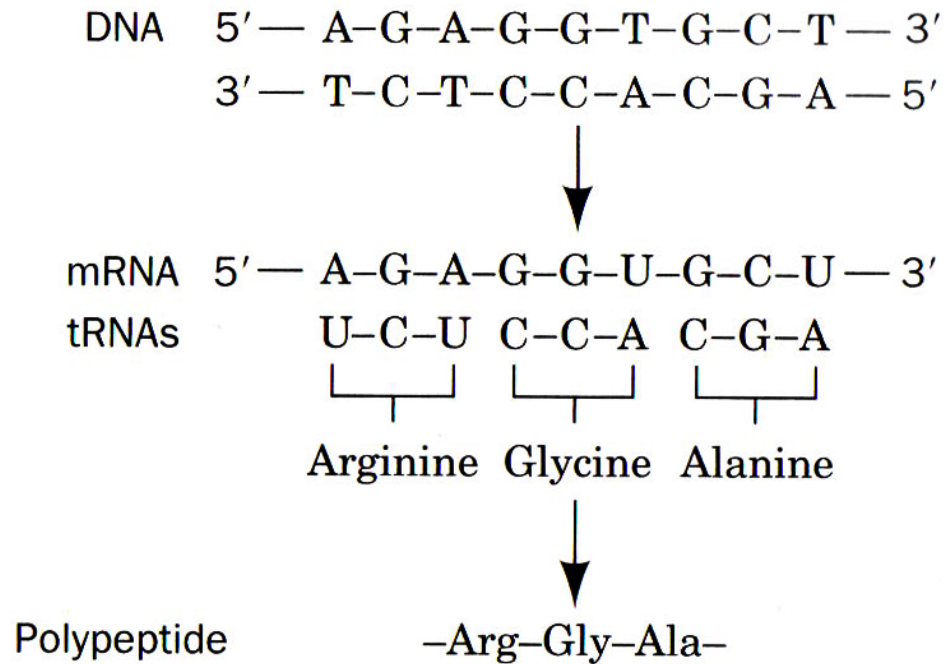 DNA 5′— A–G–A–G–G–T–G–C–T — 3′
3′— T–C–T–C–C–A–C–G–A — 5′
mRNA 5′— A–G–A–G–G–U–G–C–U — 3′
tRNAs U–C–U C–C–A C–G–A
Arginine Glycine Alanine
Polypeptide –Arg–Gly–Ala–